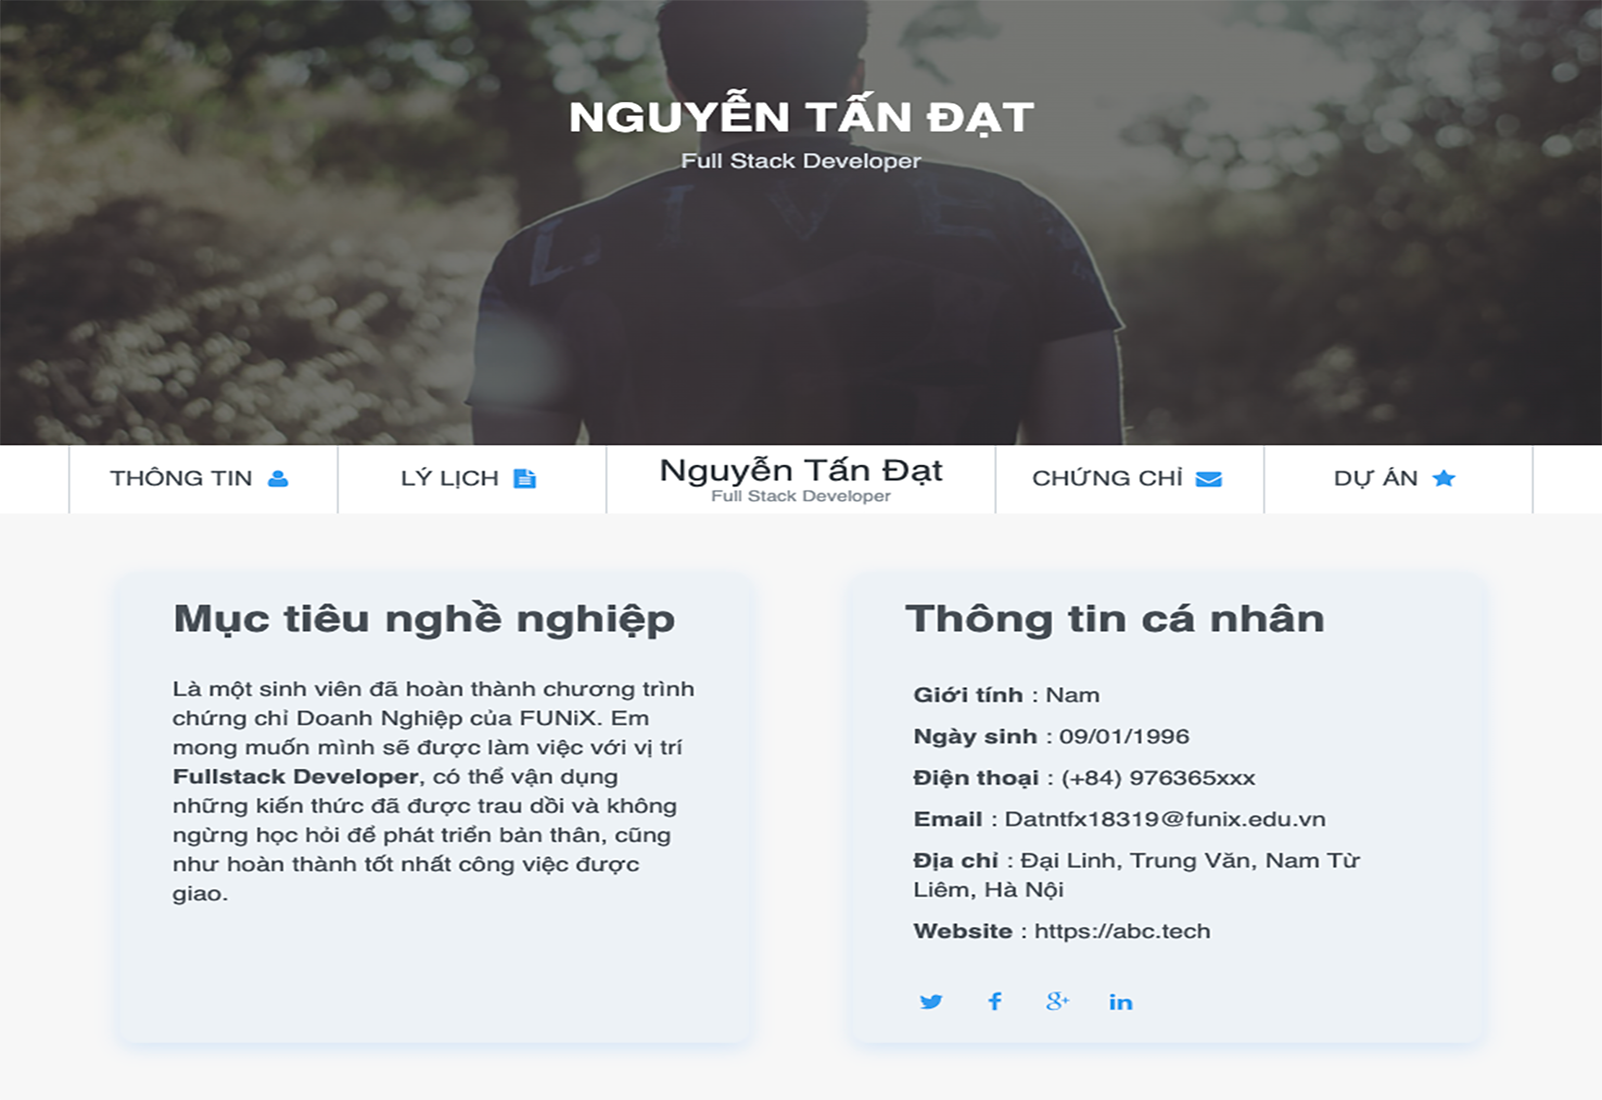 NGUYỄN TẤN ĐẠT
Full Stack Developer
THÔNG TIN
LÝ LỊCH
Nguyễn Tấn Đạt
Full Stack Developer
CHỨNG CHỈ
DỰ ÁN
Mục tiêu nghề nghiệp
Là một sinh viên đã hoàn thành chương trình
chứng chỉ Doanh Nghiệp của FUNiX. Em
mong muốn mình sẽ được làm việc với vị trí
Fullstack Developer, có thể vận dụng
những kiến thức đã được trau dồi và không
ngừng học hỏi để phát triển bản thân, cũng
như hoàn thành tốt nhất công việc được
giao.
Thông tin cá nhân
Giới tính : Nam
Ngày sinh : 09/01/1996
Điện thoại : (+84) 976365xxx
Email : Datntfx18319@funix.edu.vn
Địa chỉ : Đại Linh, Trung Văn, Nam Từ
Liêm, Hà Nội
Website : https://abc.tech